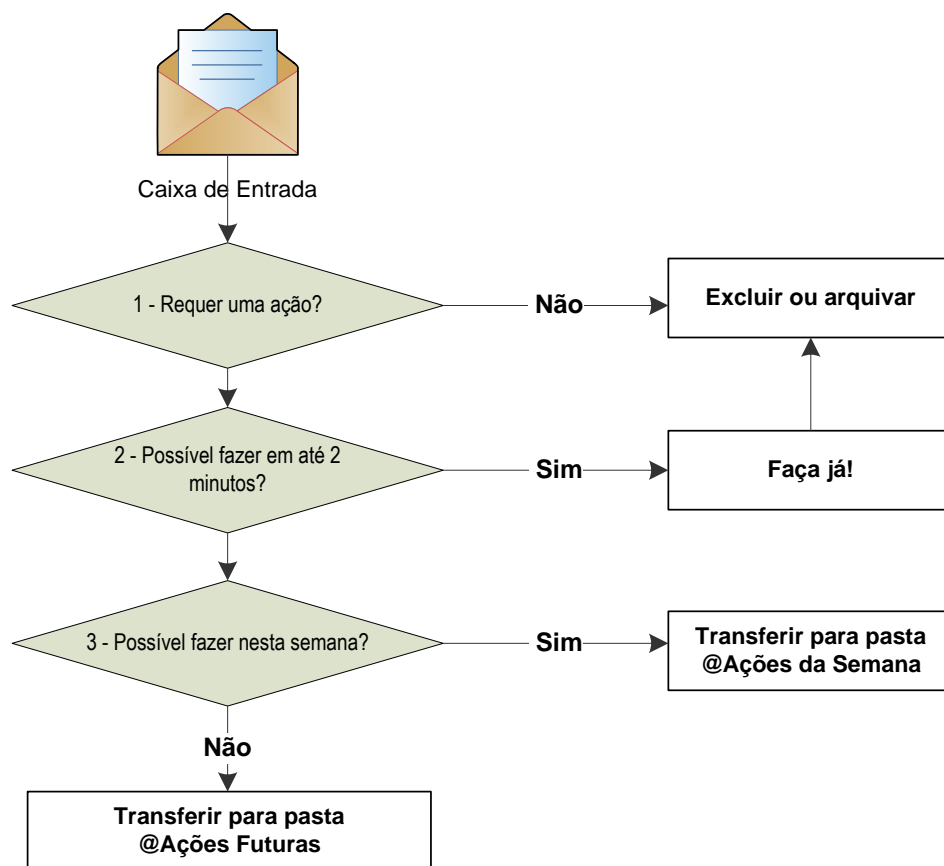 Caixa de Entrada
1 - Requer uma ação?
Não
Excluir ou arquivar
2 - Possível fazer em até 2
minutos?
Sim
Faça já!
3 - Possível fazer nesta semana?
Sim
Transferir para pasta
@Ações da Semana
Não
Transferir para pasta
@Ações Futuras